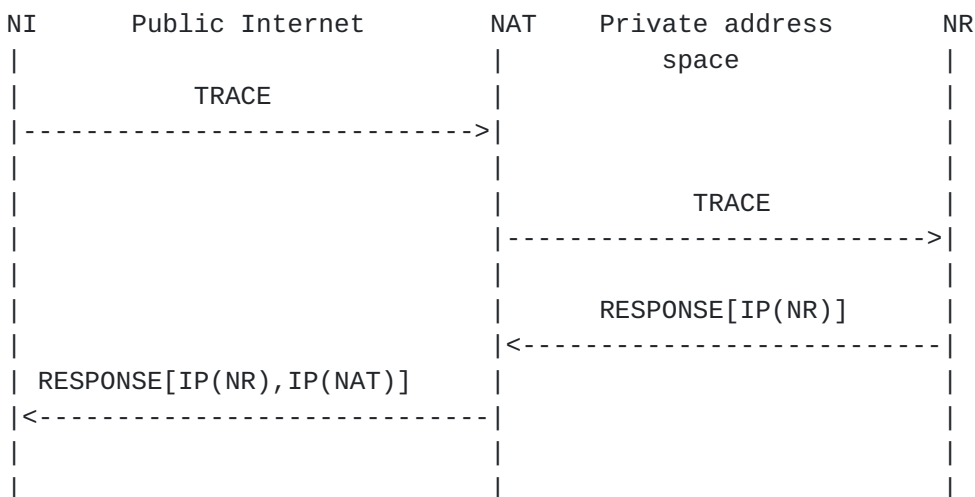 NI Public Internet NAT Private address NR
| | space |
| TRACE | |
|----------------------------->| |
| | |
| | TRACE |
| |--------------------------->|
| | |
| | RESPONSE[IP(NR)] |
| |<---------------------------|
| RESPONSE[IP(NR),IP(NAT)] | |
|<-----------------------------| |
| | |
| | |